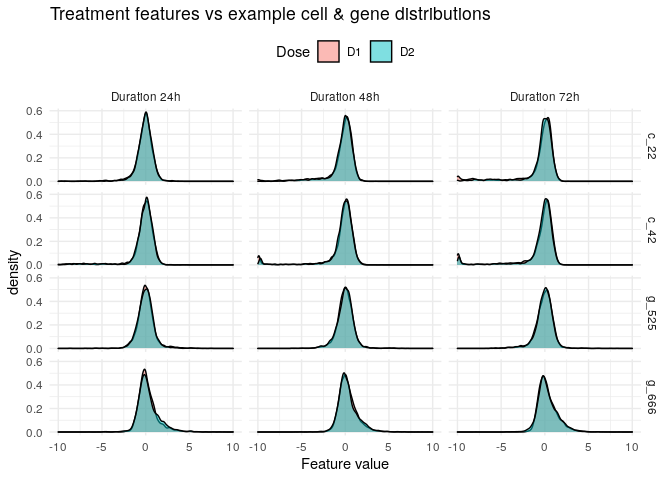 Treatment features vs example cell & gene distributions
Dose D1 D2
Duration 24h Duration 48h Duration 72h
0.6
0.4
0.2
0.0
c_22
0.6
0.4
0.2
0.0
c_42
density
0.6
0.4
0.2
0.0
g_525
0.6
0.4
0.2
0.0
g_666
-10 -5 0 5 10 -10 -5 0 5 10 -10 -5 0 5 10
Feature value